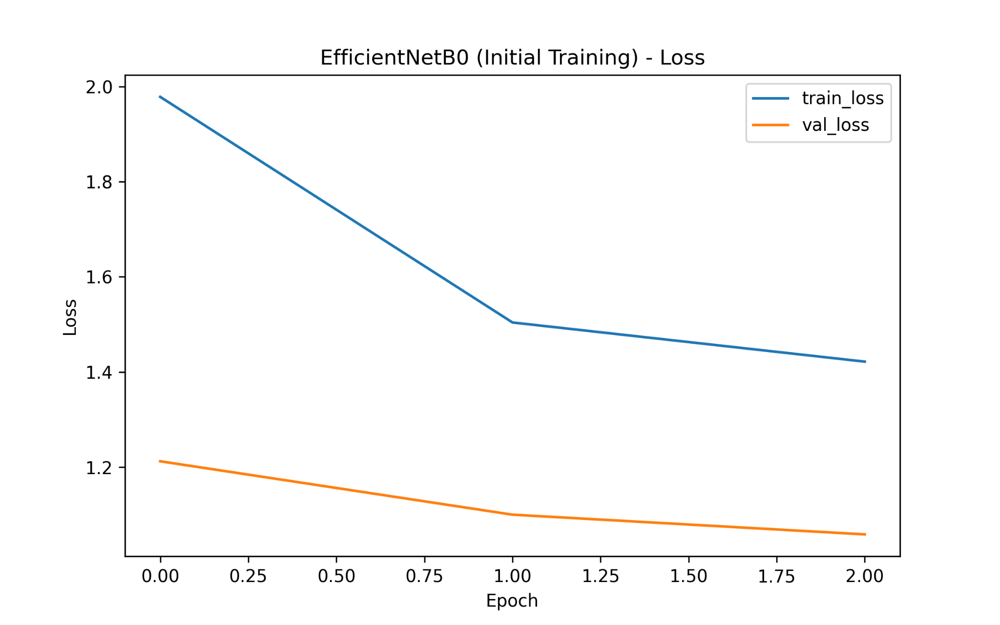 EfficientNetB0 (Initial Training) - Loss
train_loss
val_loss
2.0
1.8
1.6
1.4
1.2
Loss
0.00 0.25 0.50 0.75 1.00 1.25 1.50 1.75 2.00
Epoch